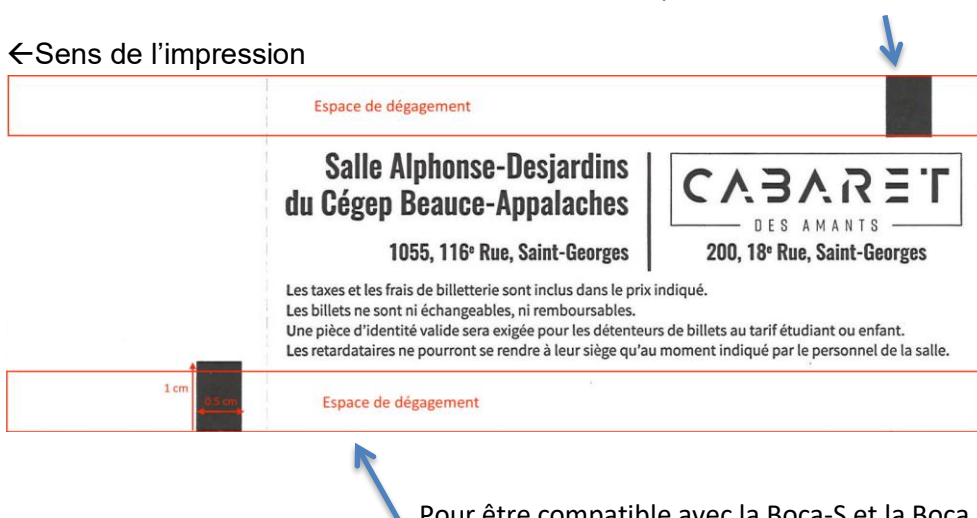 ←Sens de l’impression
Espace de dégagement
Salle Alphonse-Desjardins
du Cégep Beauce-Appalaches
1055, 116e Rue, Saint-Georges
CABARET
DES AMANTS
200, 18e Rue, Saint-Georges
Les taxes et les frais de billetterie sont inclus dans le prix indiqué.
Les billets ne sont ni échangeables, ni remboursables.
Une pièce d’identité valide sera exigée pour les détenteurs de billets au tarif étudiant ou enfant.
Les retardataires ne pourront se rendre à leur siège qu’au moment indiqué par le personnel de la salle.
1 cm
0.5 cm
Espace de dégagement
Pour être compatible avec la Boca-S et la Boca